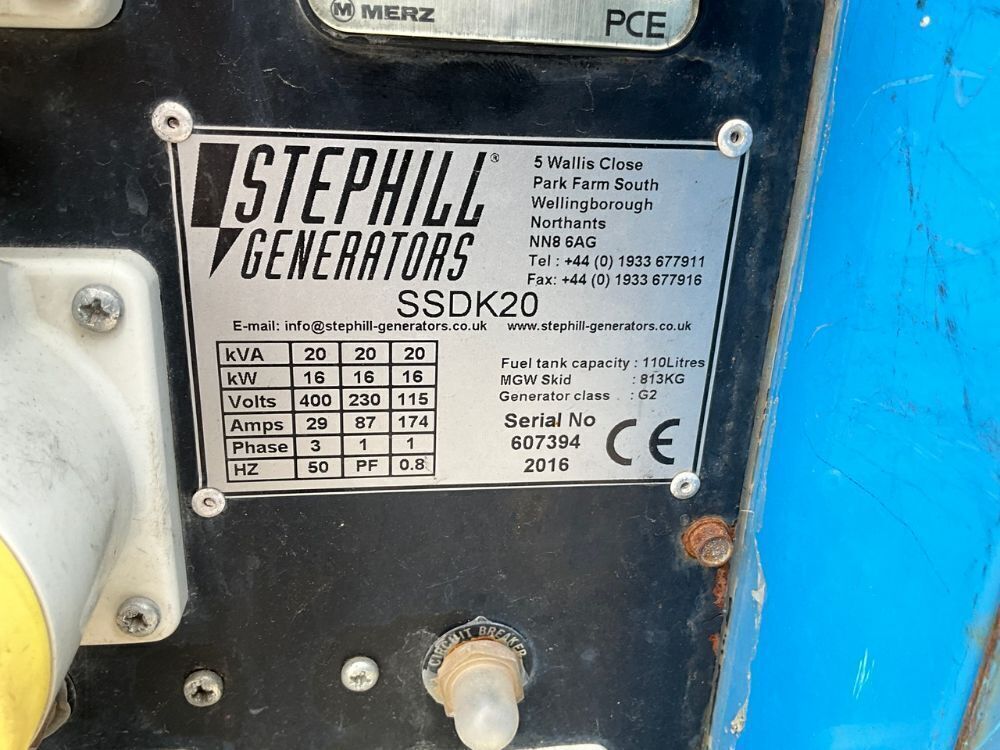 M MERZ
PCE
STEPHILL®
GENERATORS
5 Wallis Close
Park Farm South
Wellingborough
Northants
NN8 6AG
Tel : +44 (0) 1933 677911
Fax: +44 (0) 1933 677916
SSDK20
E-mail: info@stephill-generators.co.uk www.stephill-generators.co.uk
kVA 20 20 20
kW 16 16 16
Volts 400 230 115
Amps 29 87 174
Phase 3 1 1
HZ 50 PF 0.8
Fuel tank capacity : 110Litres
MGW Skid : 813KG
Generator class : G2
Serial No
607394
2016
CE
CIRCUIT BREAKER